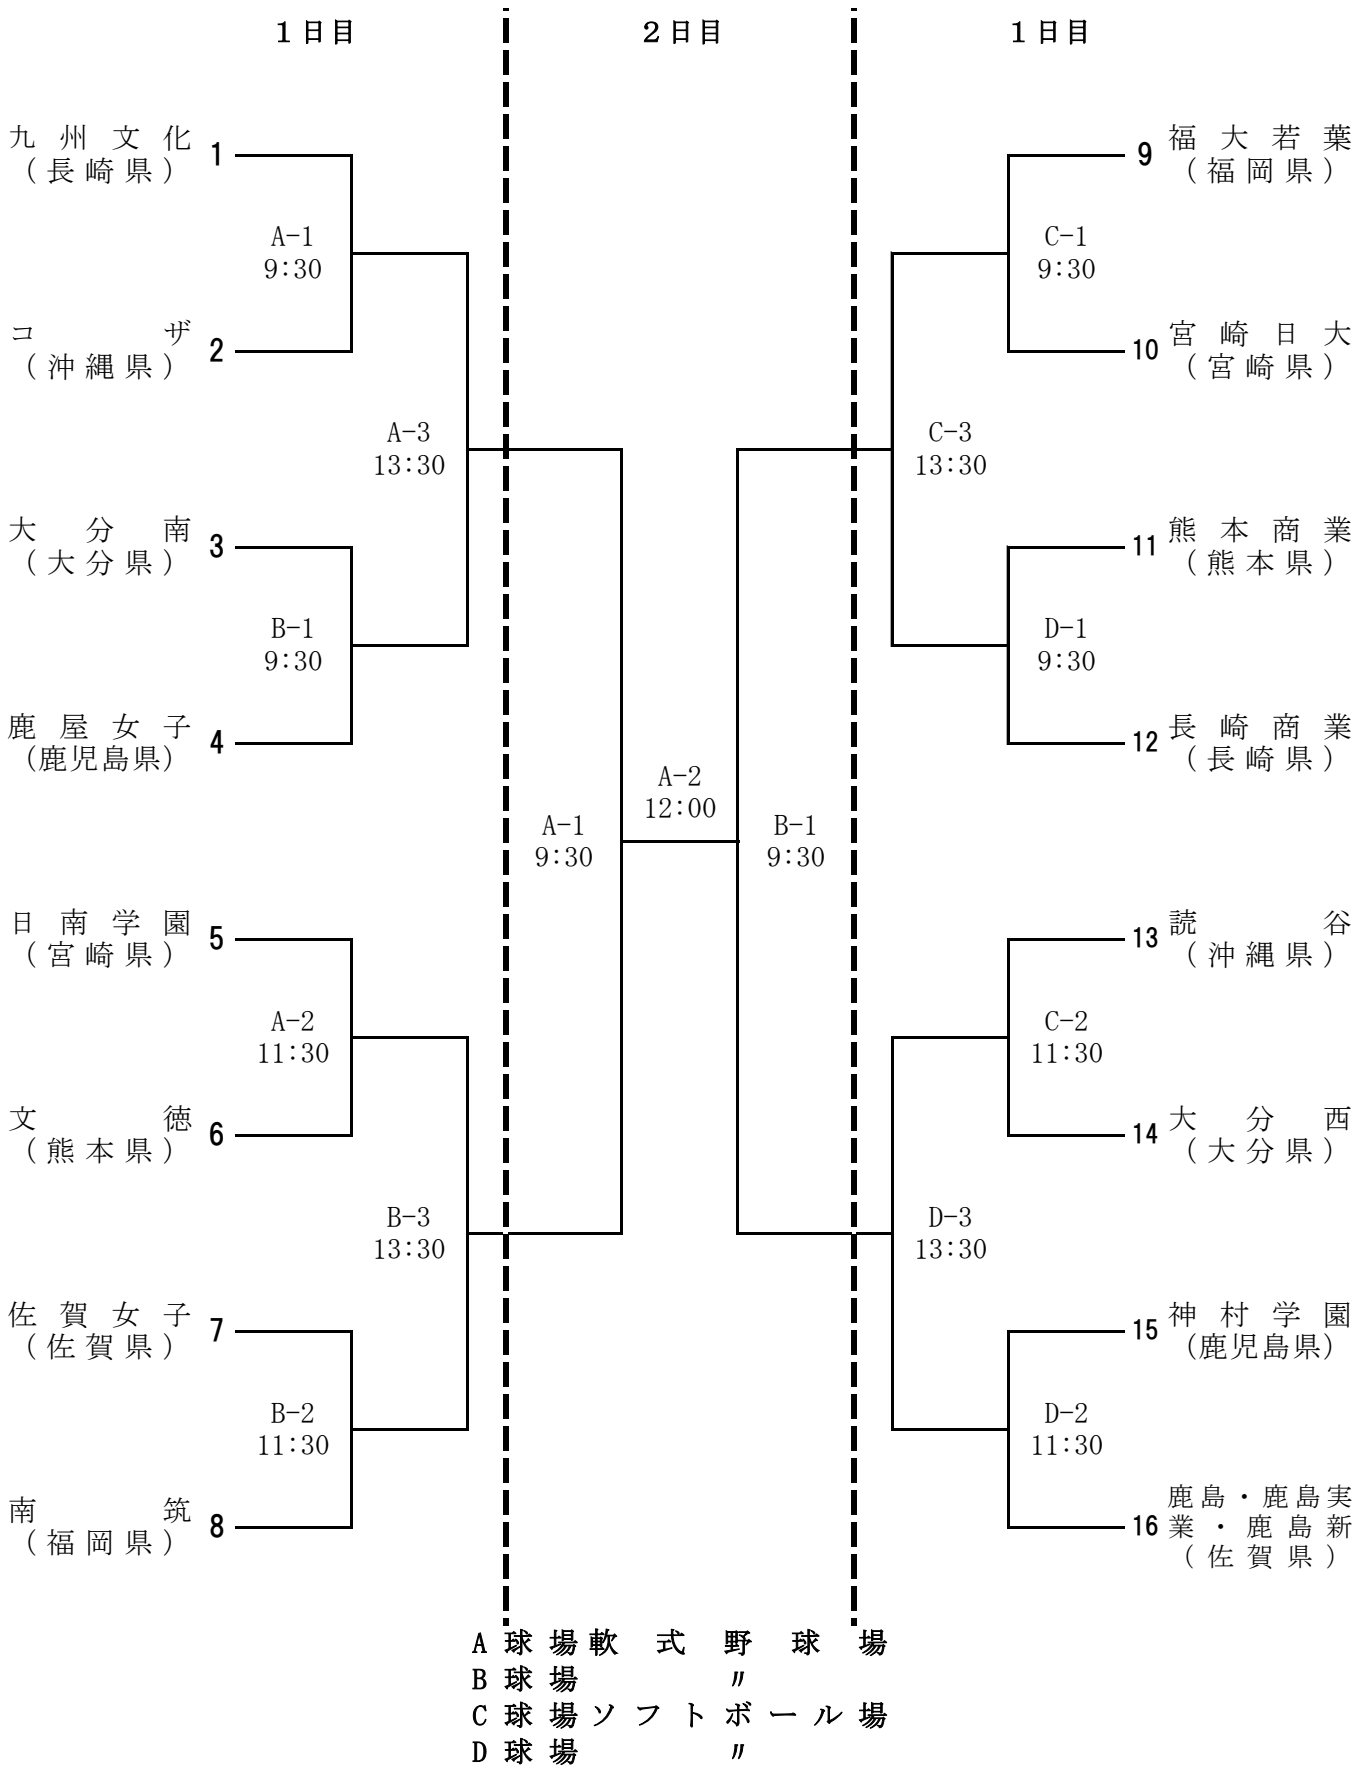 １日目
２日目
１日目
九州文化
(長崎県)
1
A-1
9:30
コザ
(沖縄県)
2
A-3
13:30
大分南
(大分県)
3
B-1
9:30
鹿屋女子
(鹿児島県)
4
日南学園
(宮崎県)
5
A-2
11:30
文徳
(熊本県)
6
B-3
13:30
佐賀女子
(佐賀県)
7
B-2
11:30
南筑
(福岡県)
8
A-1
9:30
A-2
12:00
B-1
9:30
9
福大若葉
(福岡県)
C-1
9:30
10
宮崎日大
(宮崎県)
C-3
13:30
11
熊本商業
(熊本県)
D-1
9:30
12
長崎商業
(長崎県)
13
読谷
(沖縄県)
C-2
11:30
14
大分西
(大分県)
D-3
13:30
15
神村学園
(鹿児島県)
D-2
11:30
16
鹿島・鹿島実
業・鹿島新
(佐賀県)
A球場軟式野球場
B球場〃
C球場ソフトボール場
D球場〃